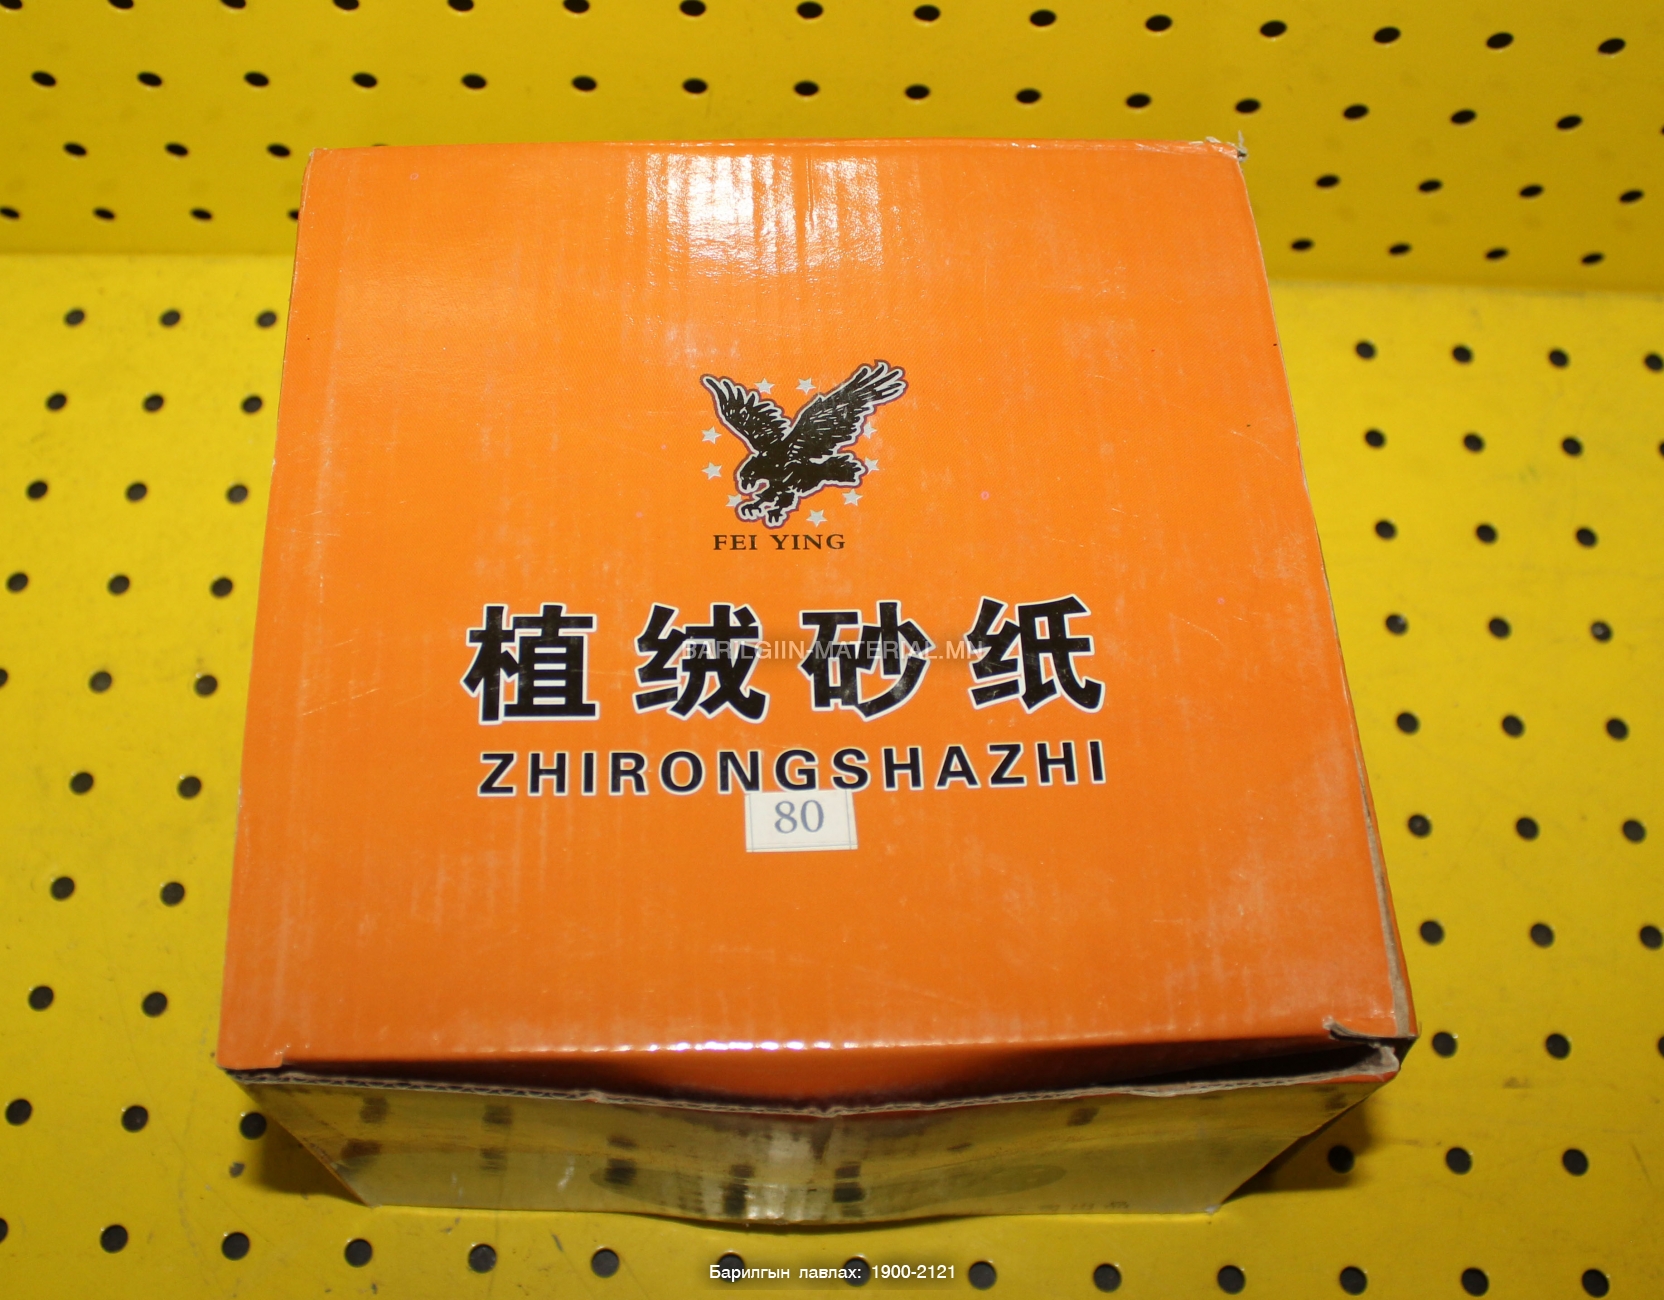 FEI YING
植绒砂纸
BARILGIIN-MATERIAL.MN
ZHIRONGSHAZHI
80
Барилгын лавлах: 1900-2121